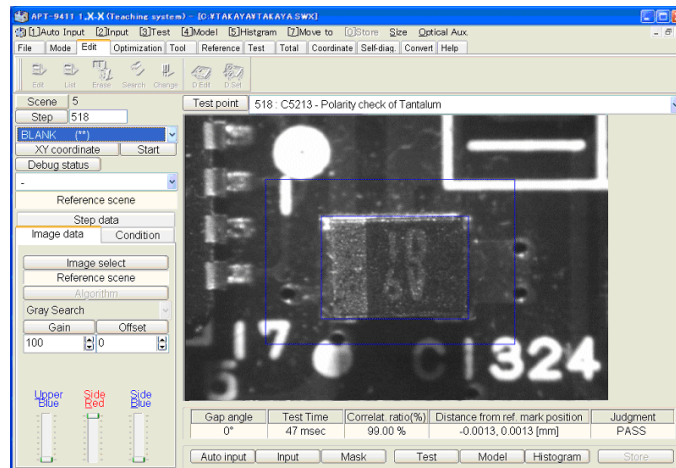 APT-9411 1.X-X (Teaching system) - [G:¥TAKAYA¥TAKAYA.SWX]
[1]Auto Input [2]Input [3]Test [4]Model [5]Histgram [7]Move to [0]Store Size Optical Aux.
File Mode Edit Optimization Tool Reference Test Total Coordinate Self-diag. Convert Help
Edit List Erase Search Change D.Edit D.Set
Scene 5
Test point 518 : C5213 - Polarity check of Tantalum
Step 518
BLANK (**)
XY coordinate Start
Debug status
-
Reference scene
Step data
Image data Condition
Image select
Reference scene
Algorithm
Gray Search
Gain Offset
100 0
Upper Blue Side Red Side Blue
17 C1324
Gap angle Test Time Correlat. ratio(%) Distance from ref. mark position Judgment
0° 47 msec 99.00 % -0.0013, 0.0013 [mm] PASS
Auto input Input Mask Test Model Histogram Store